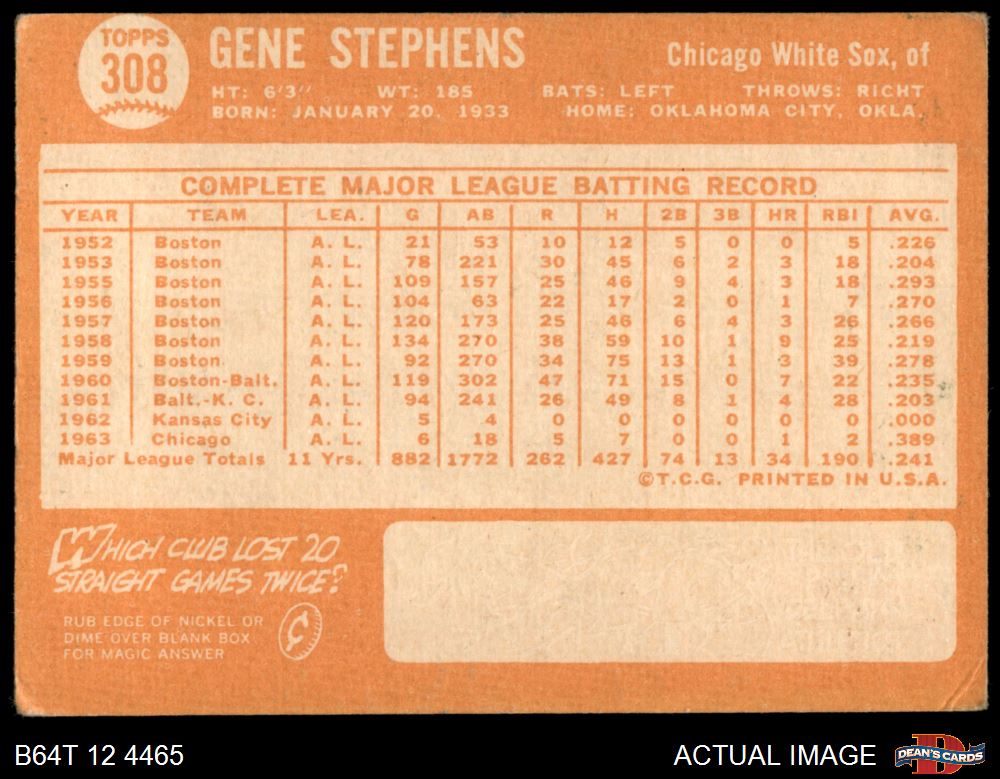 TOPPS
308
GENE STEPHENS
Chicago White Sox, of
HT: 6'3" WT: 185 BATS: LEFT THROWS: RIGHT
BORN: JANUARY 20, 1933 HOME: OKLAHOMA CITY, OKLA.
COMPLETE MAJOR LEAGUE BATTING RECORD
YEAR TEAM LEA. G AB R H 2B 3B HR RBI AVG.
1952 Boston A. L. 21 53 10 12 5 0 0 5 .226
1953 Boston A. L. 78 221 30 45 6 2 3 18 .204
1955 Boston A. L. 109 157 25 46 9 4 3 18 .293
1956 Boston A. L. 104 63 22 17 2 0 1 7 .270
1957 Boston A. L. 120 173 25 46 6 4 3 26 .266
1958 Boston A. L. 134 270 38 59 10 1 9 25 .219
1959 Boston. A. L. 92 270 34 75 13 1 3 39 .278
1960 Boston-Balt. A. L. 119 302 47 71 15 0 7 22 .235
1961 Balt.-K. C. A. L. 94 241 26 49 8 1 4 28 .203
1962 Kansas City A. L. 5 4 0 0 0 0 0 0 .000
1963 Chicago A. L. 6 18 5 7 0 0 1 2 .389
Major League Totals 11 Yrs. 882 1772 262 427 74 13 34 190 .241
©T.C.G. PRINTED IN U.S.A.
WHICH CLUB LOST 20
STRAIGHT GAMES TWICE?
RUB EDGE OF NICKEL OR
DIME OVER BLANK BOX
FOR MAGIC ANSWER
B64T 12 4465
ACTUAL IMAGE
DEAN'S CARDS